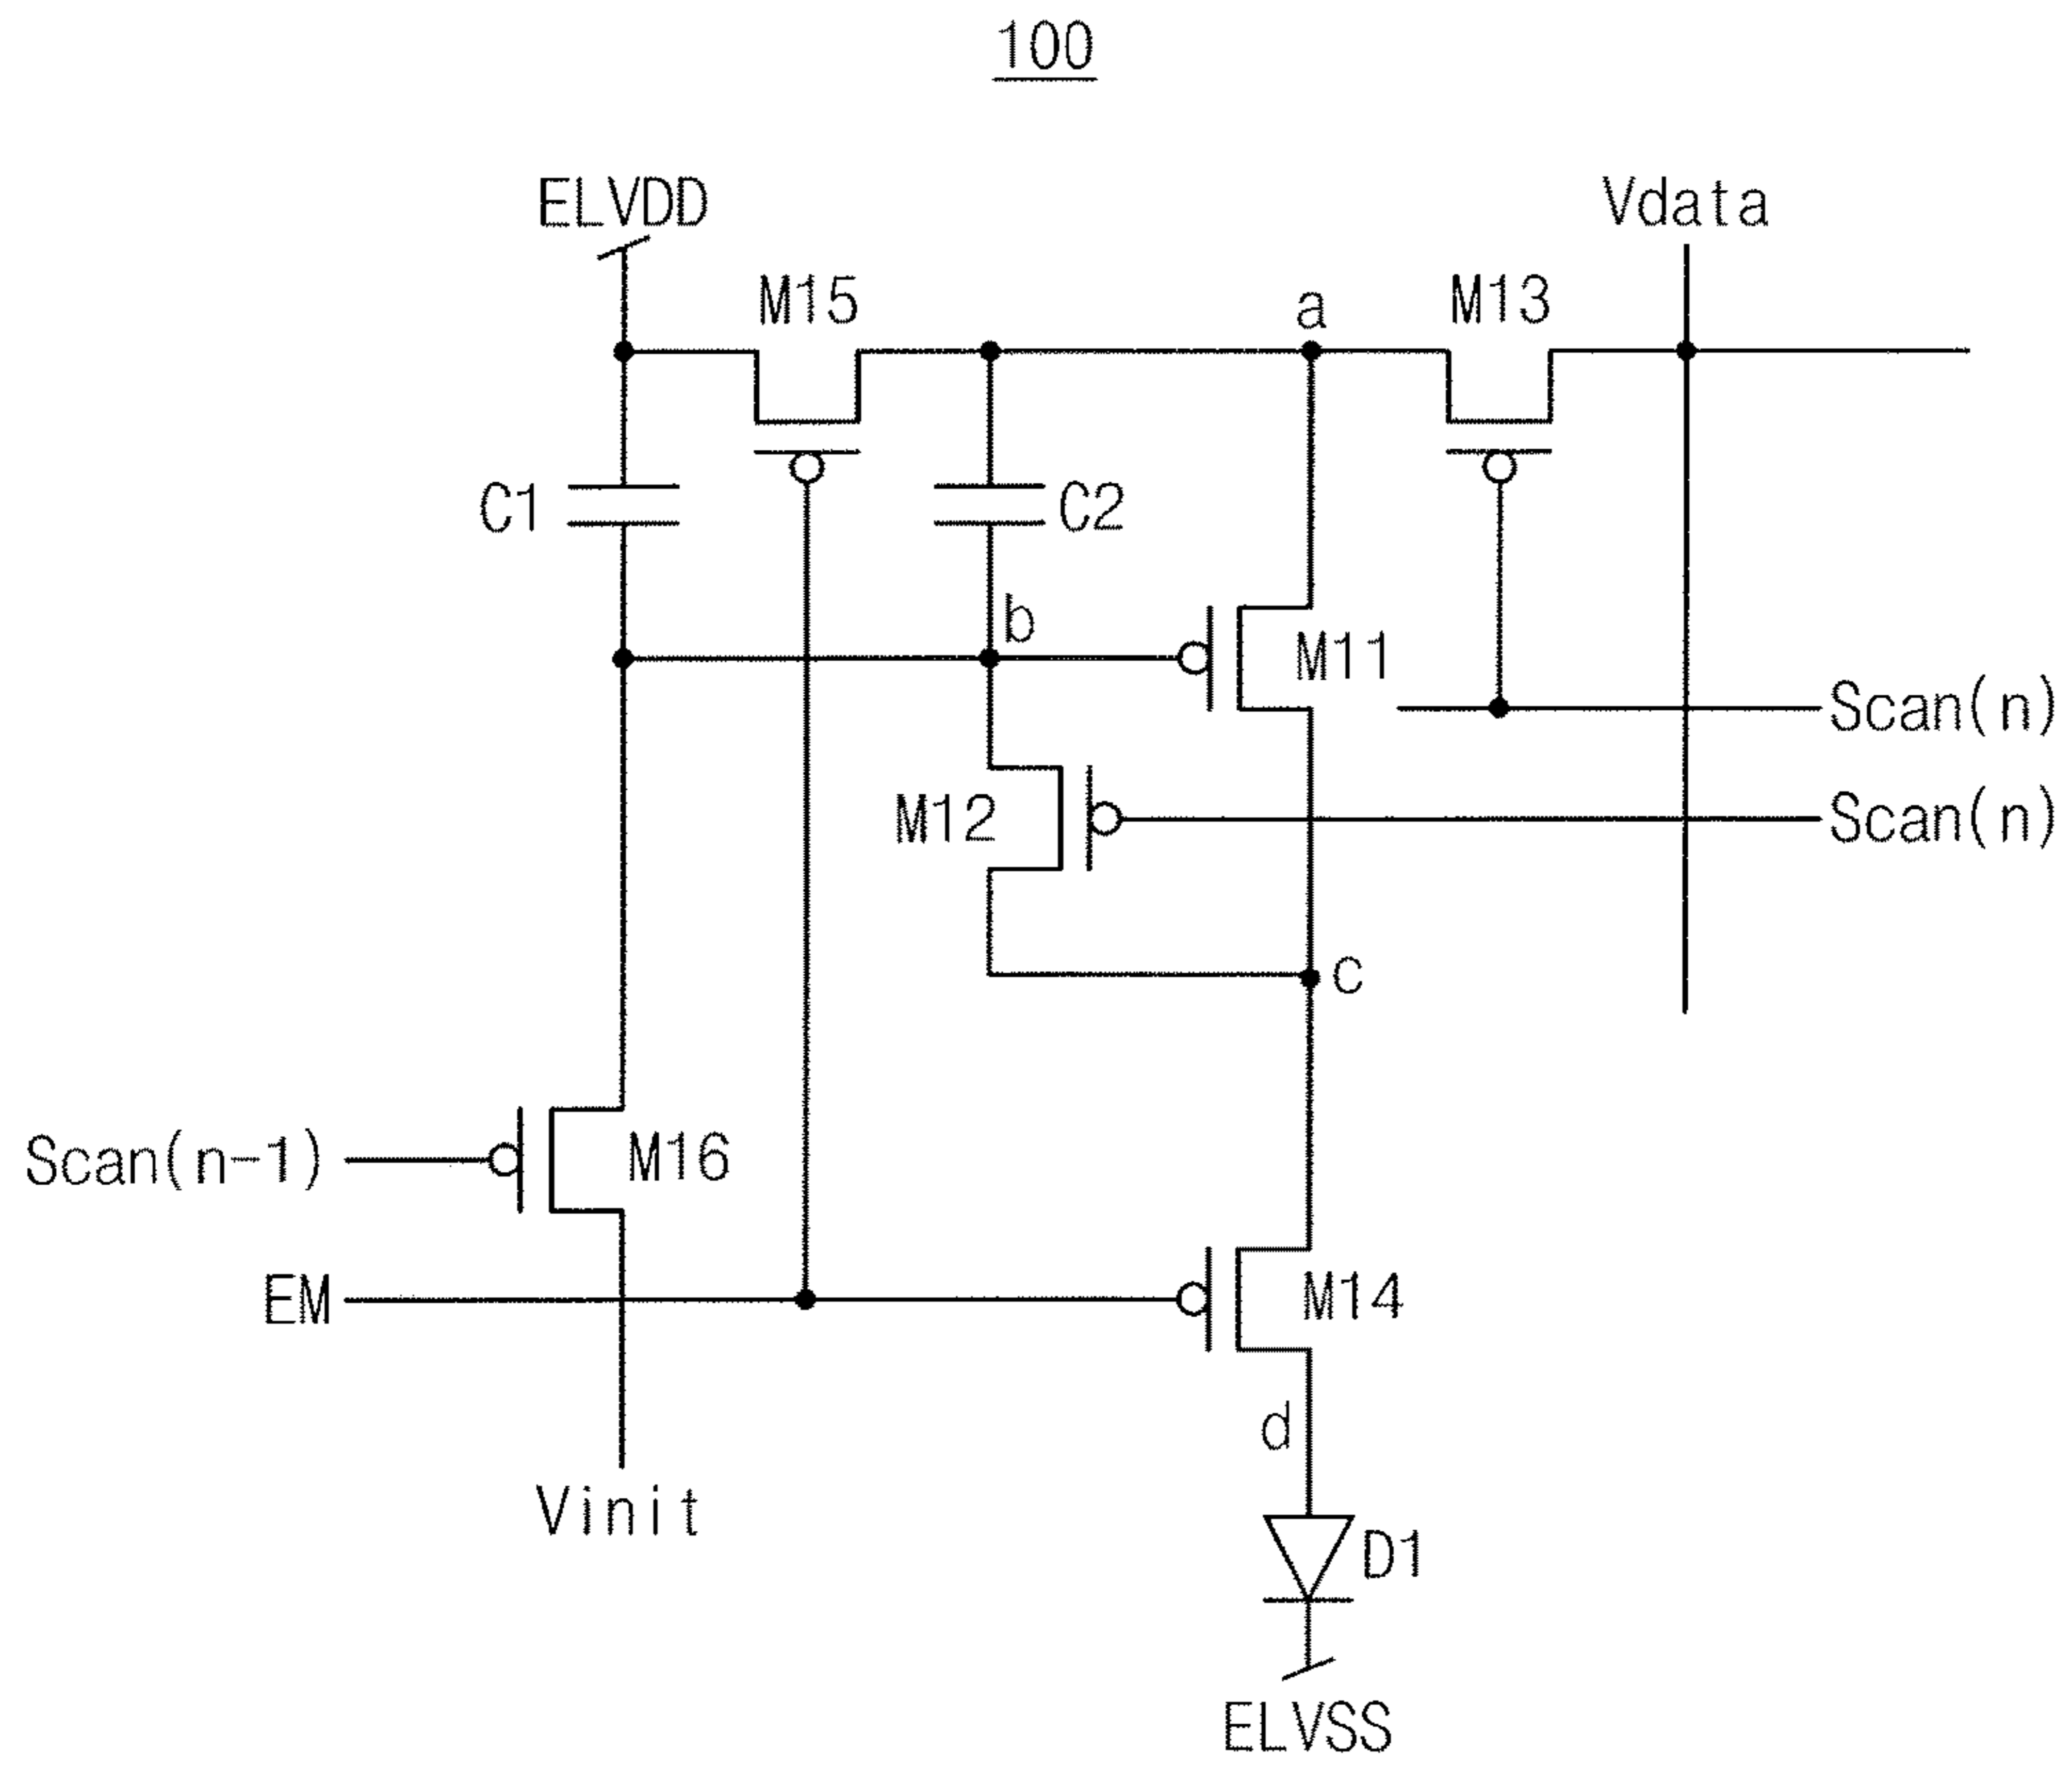 100
ELVDD
Vdata
M15
a
M13
C1
C2
b
M11
Scan(n)
M12
Scan(n)
c
Scan(n-1)
M16
EM
M14
d
Vinit
D1
ELVSS